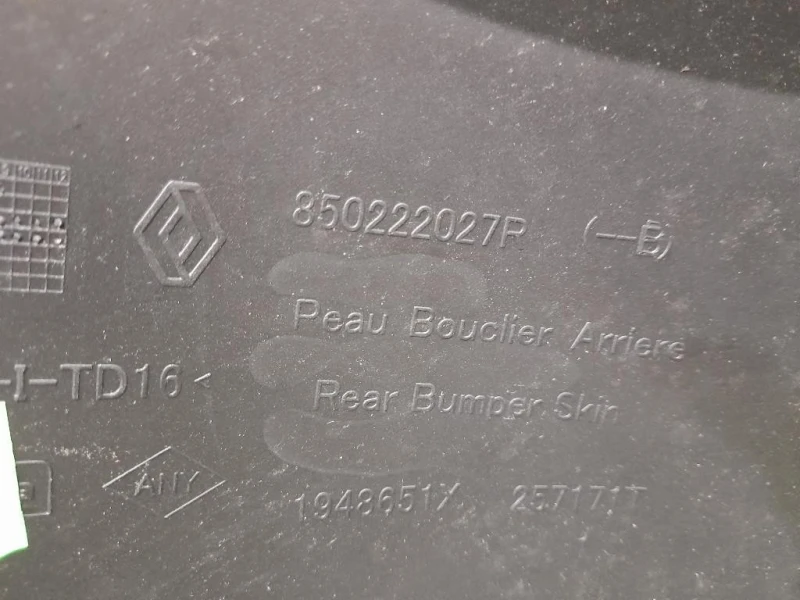 850222027R (—B)
Peau Bouclier Arriere
-I-TD16<
Rear Bumper Skin
ANY
1948651X 257171T